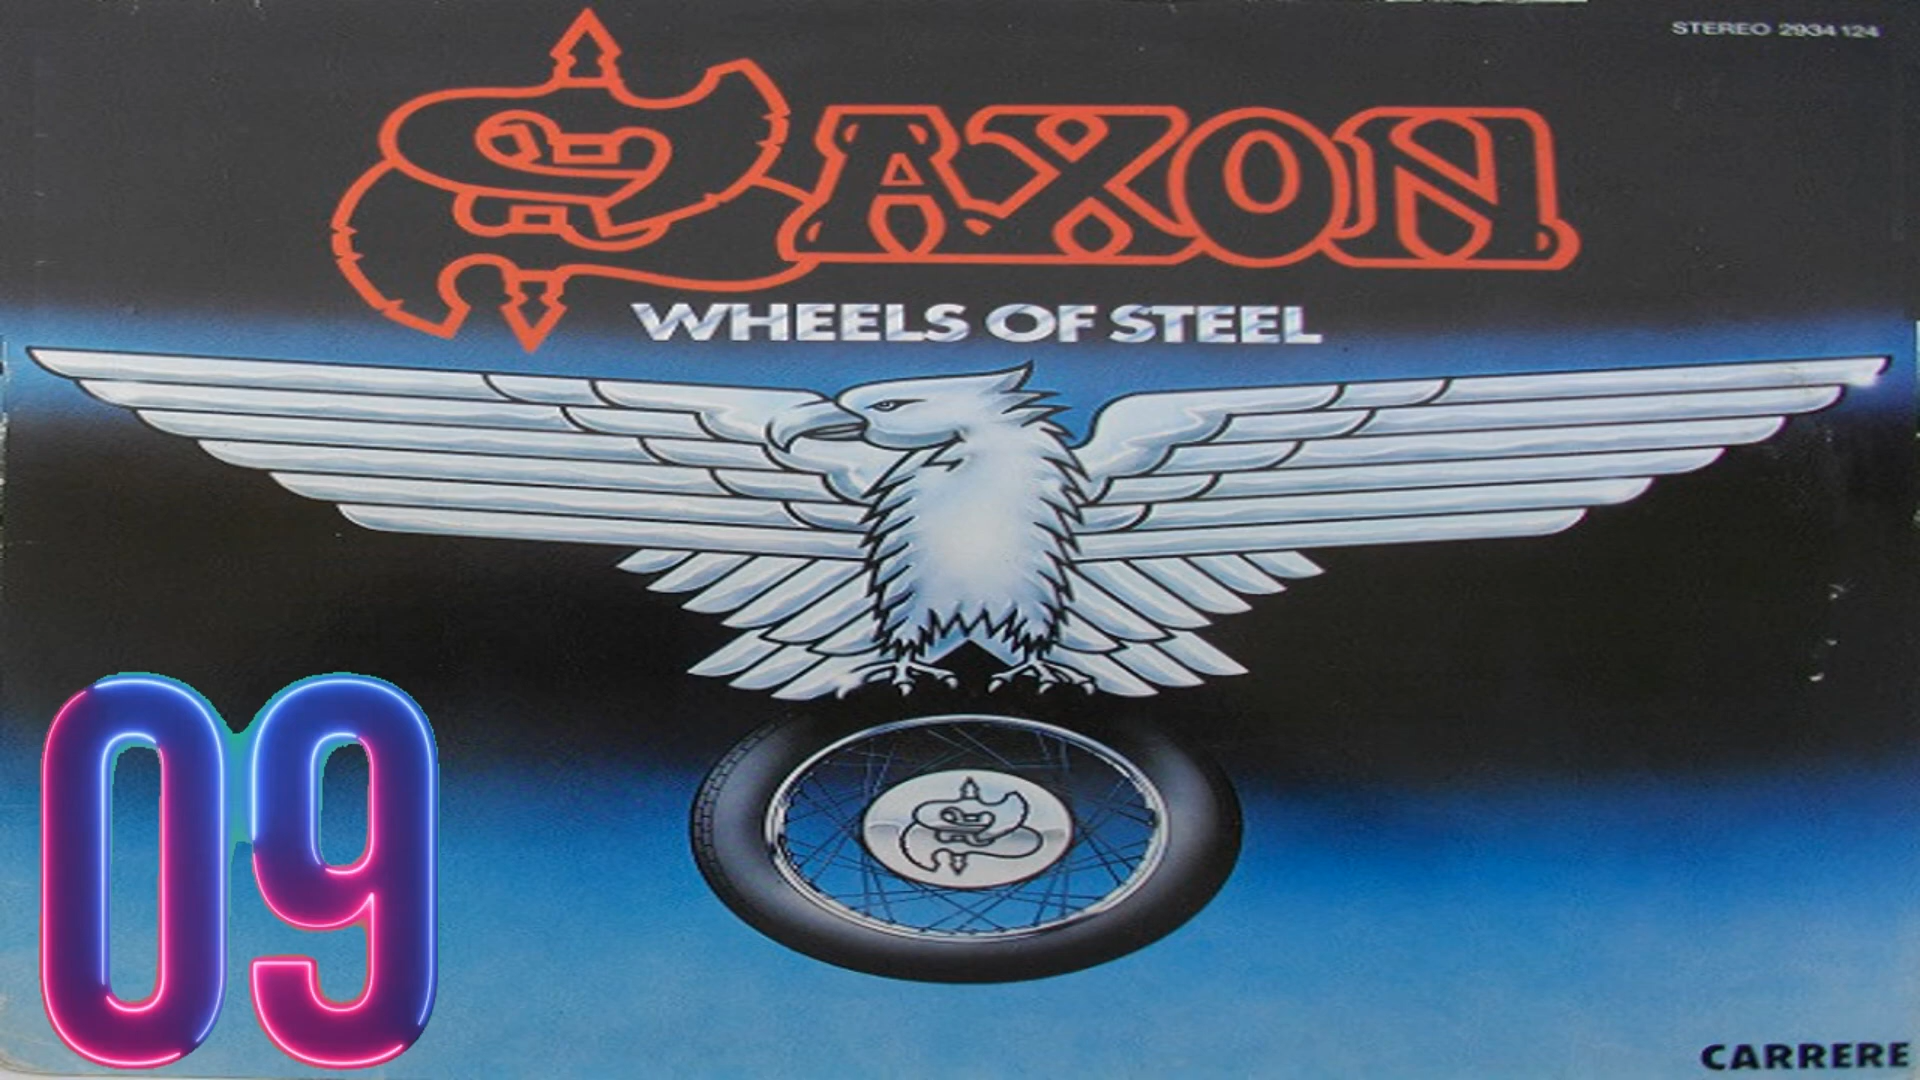 STEREO 2934 124
SAXON
WHEELS OF STEEL
09
CARRERE